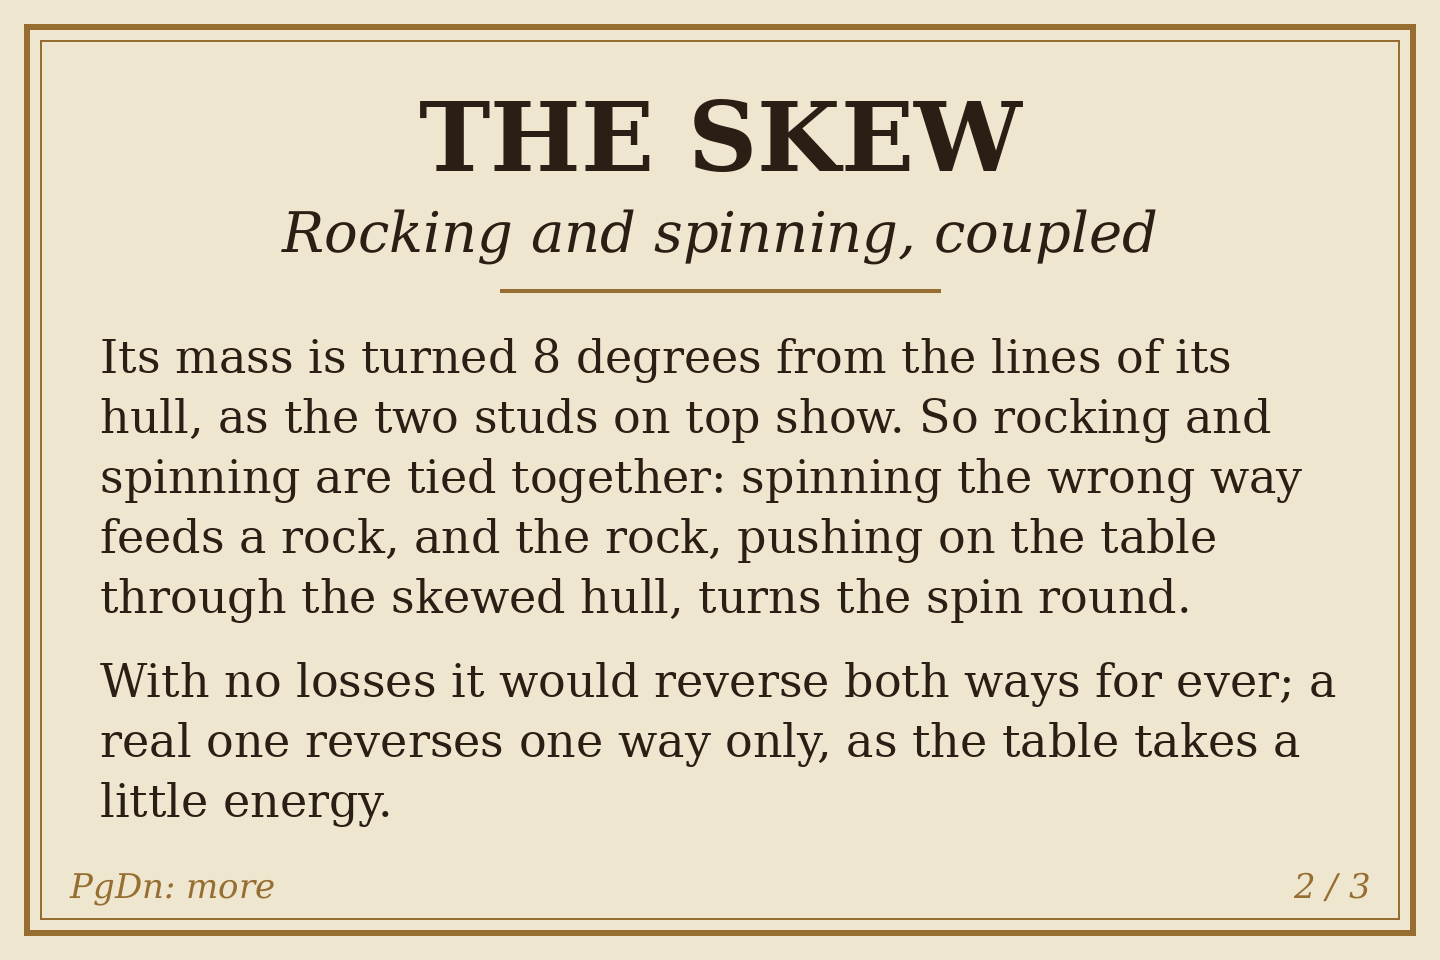 THE SKEW
Rocking and spinning, coupled
Its mass is turned 8 degrees from the lines of its
hull, as the two studs on top show. So rocking and
spinning are tied together: spinning the wrong way
feeds a rock, and the rock, pushing on the table
through the skewed hull, turns the spin round.
With no losses it would reverse both ways for ever; a
real one reverses one way only, as the table takes a
little energy.
PgDn: more
2 / 3